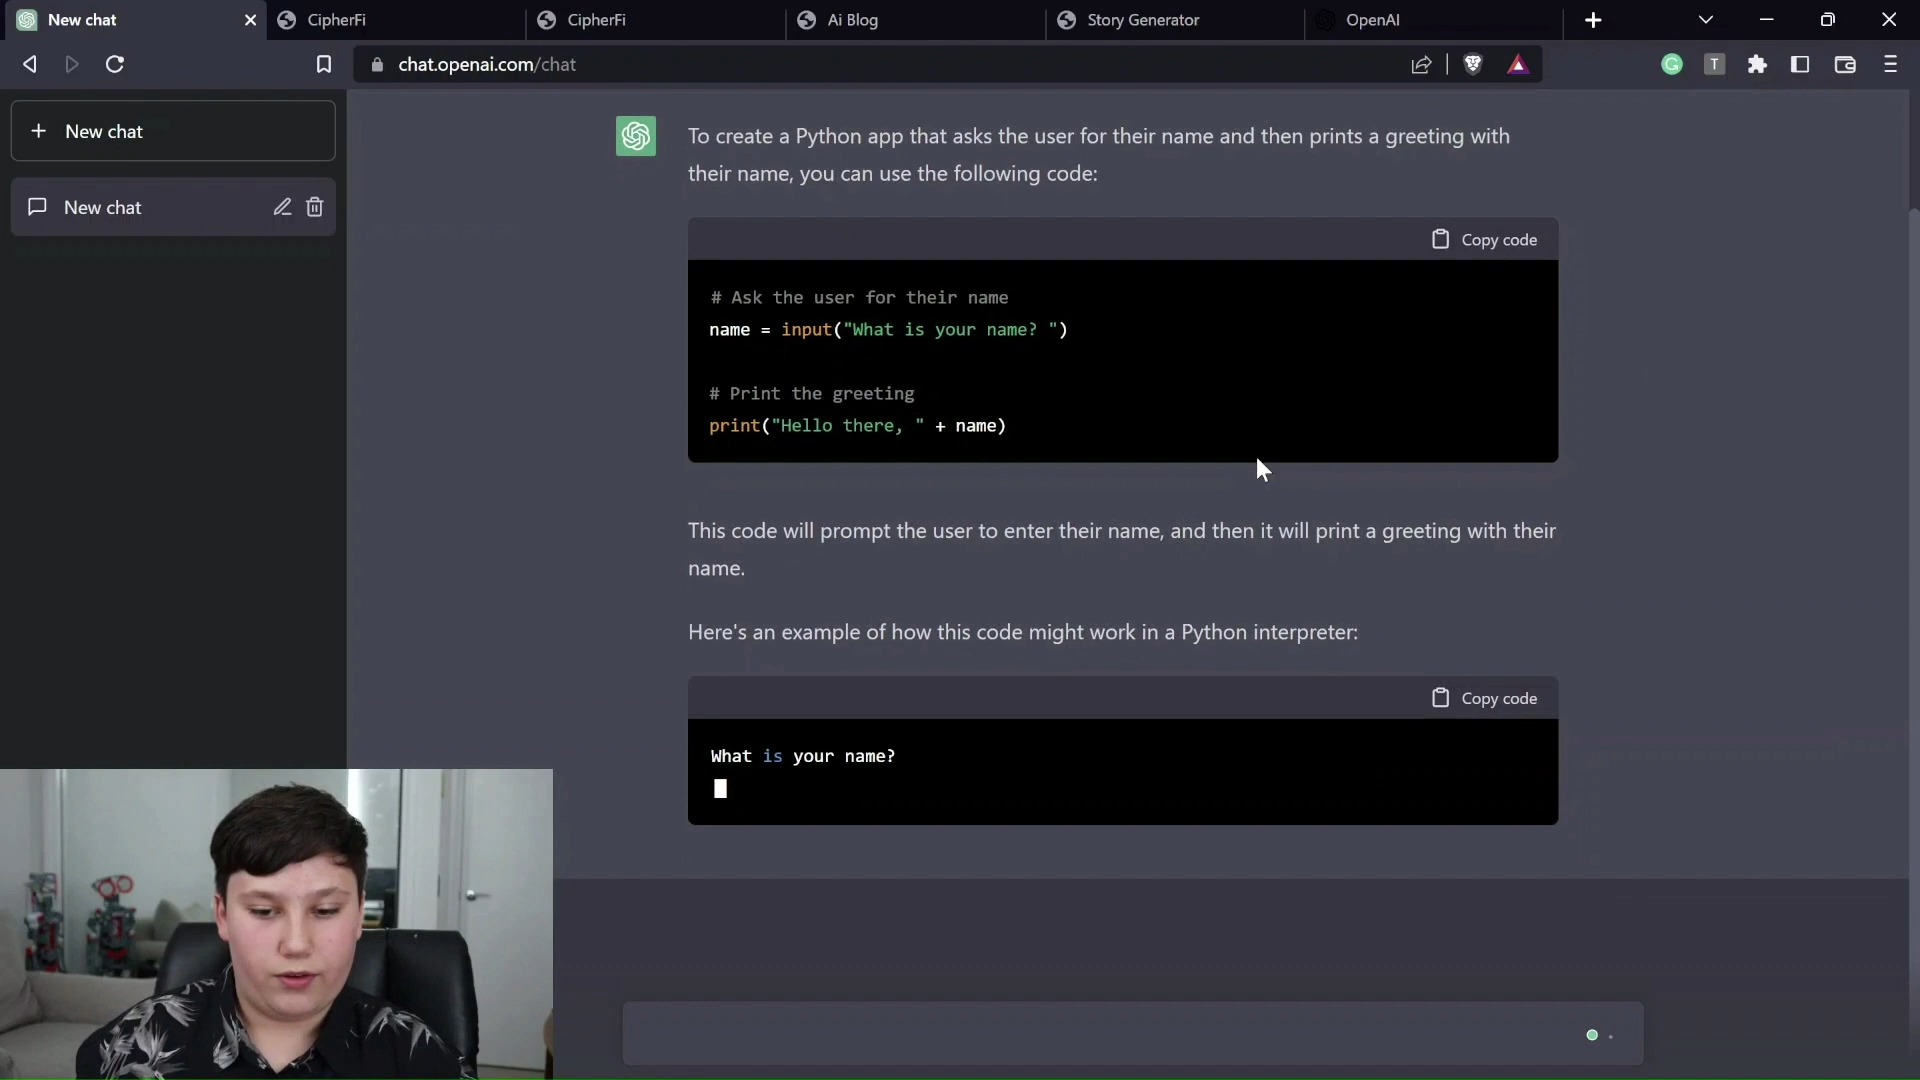 New chat
CipherFi
CipherFi
Ai Blog
Story Generator
OpenAI
chat.openai.com/chat
G
T
New chat
New chat
To create a Python app that asks the user for their name and then prints a greeting with
their name, you can use the following code:
Copy code
# Ask the user for their name
name = input("What is your name? ")
# Print the greeting
print("Hello there, " + name)
This code will prompt the user to enter their name, and then it will print a greeting with their
name.
Here's an example of how this code might work in a Python interpreter:
Copy code
What is your name?